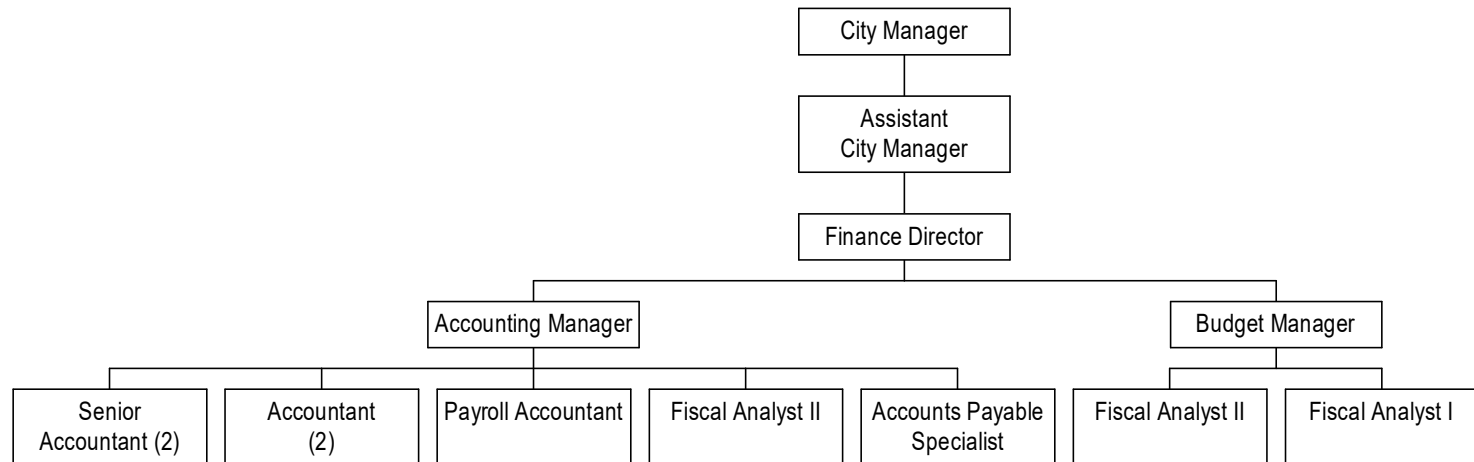 City Manager
Assistant
City Manager
Finance Director
Accounting Manager
Budget Manager
Senior
Accountant (2)
Accountant
(2)
Payroll Accountant
Fiscal Analyst II
Accounts Payable
Specialist
Fiscal Analyst II
Fiscal Analyst I